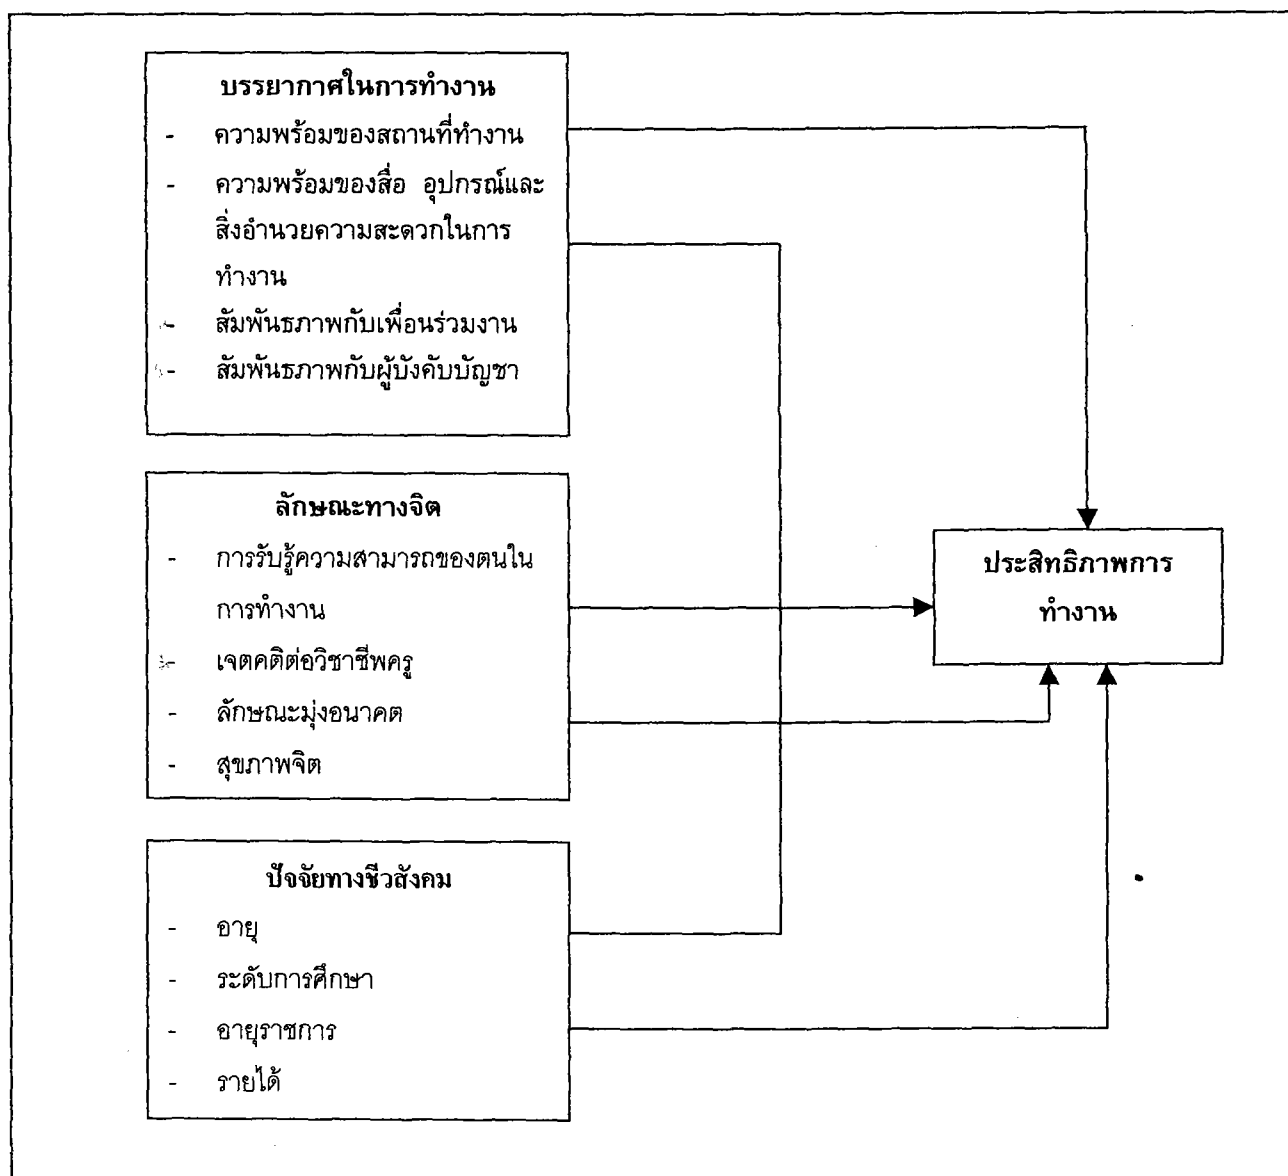 บรรยากาศในการทำงาน
- ความพร้อมของสถานที่ทำงาน
- ความพร้อมของสื่อ อุปกรณ์และ
สิ่งอำนวยความสะดวกในการ
ทำงาน
- สัมพันธภาพกับเพื่อนร่วมงาน
- สัมพันธภาพกับผู้บังคับบัญชา
ลักษณะทางจิต
- การรับรู้ความสามารถของตนใน
การทำงาน
- เจตคติต่อวิชาชีพครู
- ลักษณะมุ่งอนาคต
- สุขภาพจิต
ประสิทธิภาพการ
ทำงาน
ปัจจัยทางชีวสังคม
- อายุ
- ระดับการศึกษา
- อายุราชการ
- รายได้